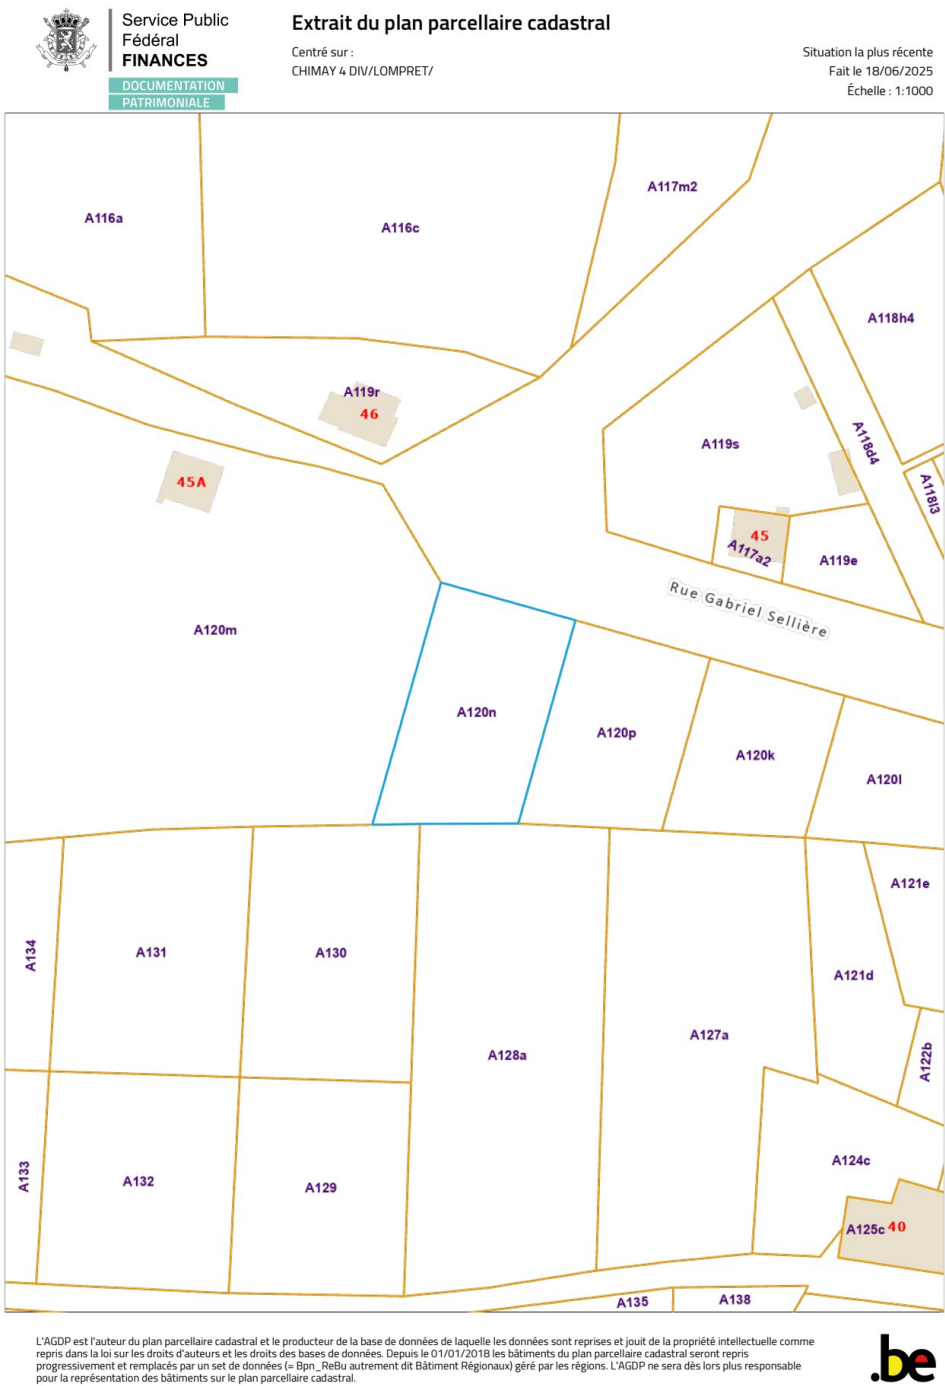 Service Public
Fédéral
FINANCES
DOCUMENTATION
PATRIMONIALE
Extrait du plan parcellaire cadastral
Centré sur :
CHIMAY 4 DIV/LOMPRET/
Situation la plus récente
Fait le 18/06/2025
Échelle : 1:1000
A117m2
A116a
A116c
A118h4
A119r
46
A119s
A118d4
45A
A118l3
45
A117a2
A119e
Rue Gabriel Sellière
A120m
A120n
A120p
A120k
A120l
A121e
A134
A131
A130
A121d
A127a
A128a
A122b
A124c
A133
A132
A129
A125c 40
A135
A138
L'AGDP est l'auteur du plan parcellaire cadastral et le producteur de la base de données de laquelle les données sont reprises et jouit de la propriété intellectuelle comme
repris dans la loi sur les droits d'auteurs et les droits des bases de données. Depuis le 01/01/2018 les bâtiments du plan parcellaire cadastral seront repris
progressivement et remplacés par un set de données (= Bpn_ReBu autrement dit Bâtiment Régionaux) géré par les régions. L'AGDP ne sera dès lors plus responsable
pour la représentation des bâtiments sur le plan parcellaire cadastral.
.be